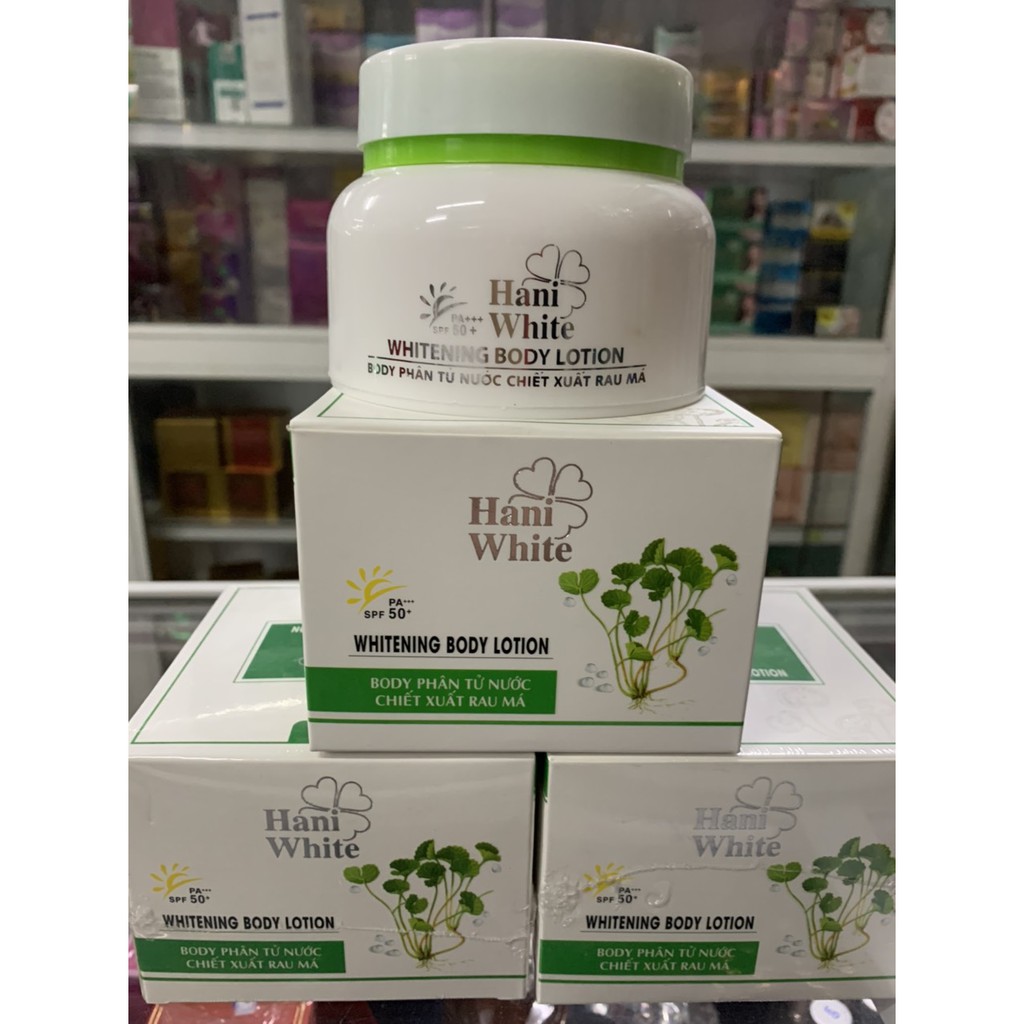 Hani
White
PA+++
SPF 50+
WHITENING BODY LOTION
BODY PHÂN TỬ NƯỚC CHIẾT XUẤT RAU MÁ
Hani
White
PA+++
SPF 50+
WHITENING BODY LOTION
BODY PHÂN TỬ NƯỚC
CHIẾT XUẤT RAU MÁ
LOTION
Hani
White
PA+++
SPF 50+
WHITENING BODY LOTION
BODY PHÂN TỬ NƯỚC
CHIẾT XUẤT RAU MÁ
Hani
White
PA+++
SPF 50+
WHITENING BODY LOTION
BODY PHÂN TỬ NƯỚC
CHIẾT XUẤT RAU MÁ